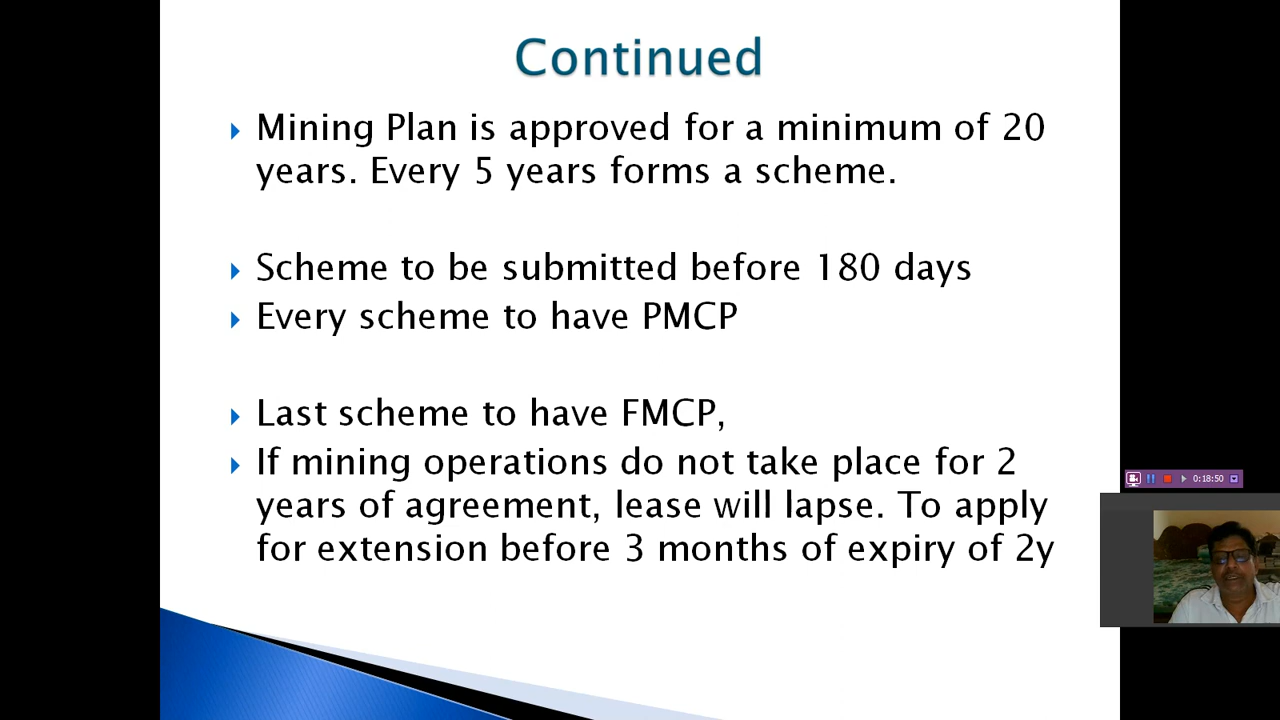 Continued
Mining Plan is approved for a minimum of 20
years. Every 5 years forms a scheme.
Scheme to be submitted before 180 days
Every scheme to have PMCP
Last scheme to have FMCP,
If mining operations do not take place for 2
years of agreement, lease will lapse. To apply
for extension before 3 months of expiry of 2y
0:18:50